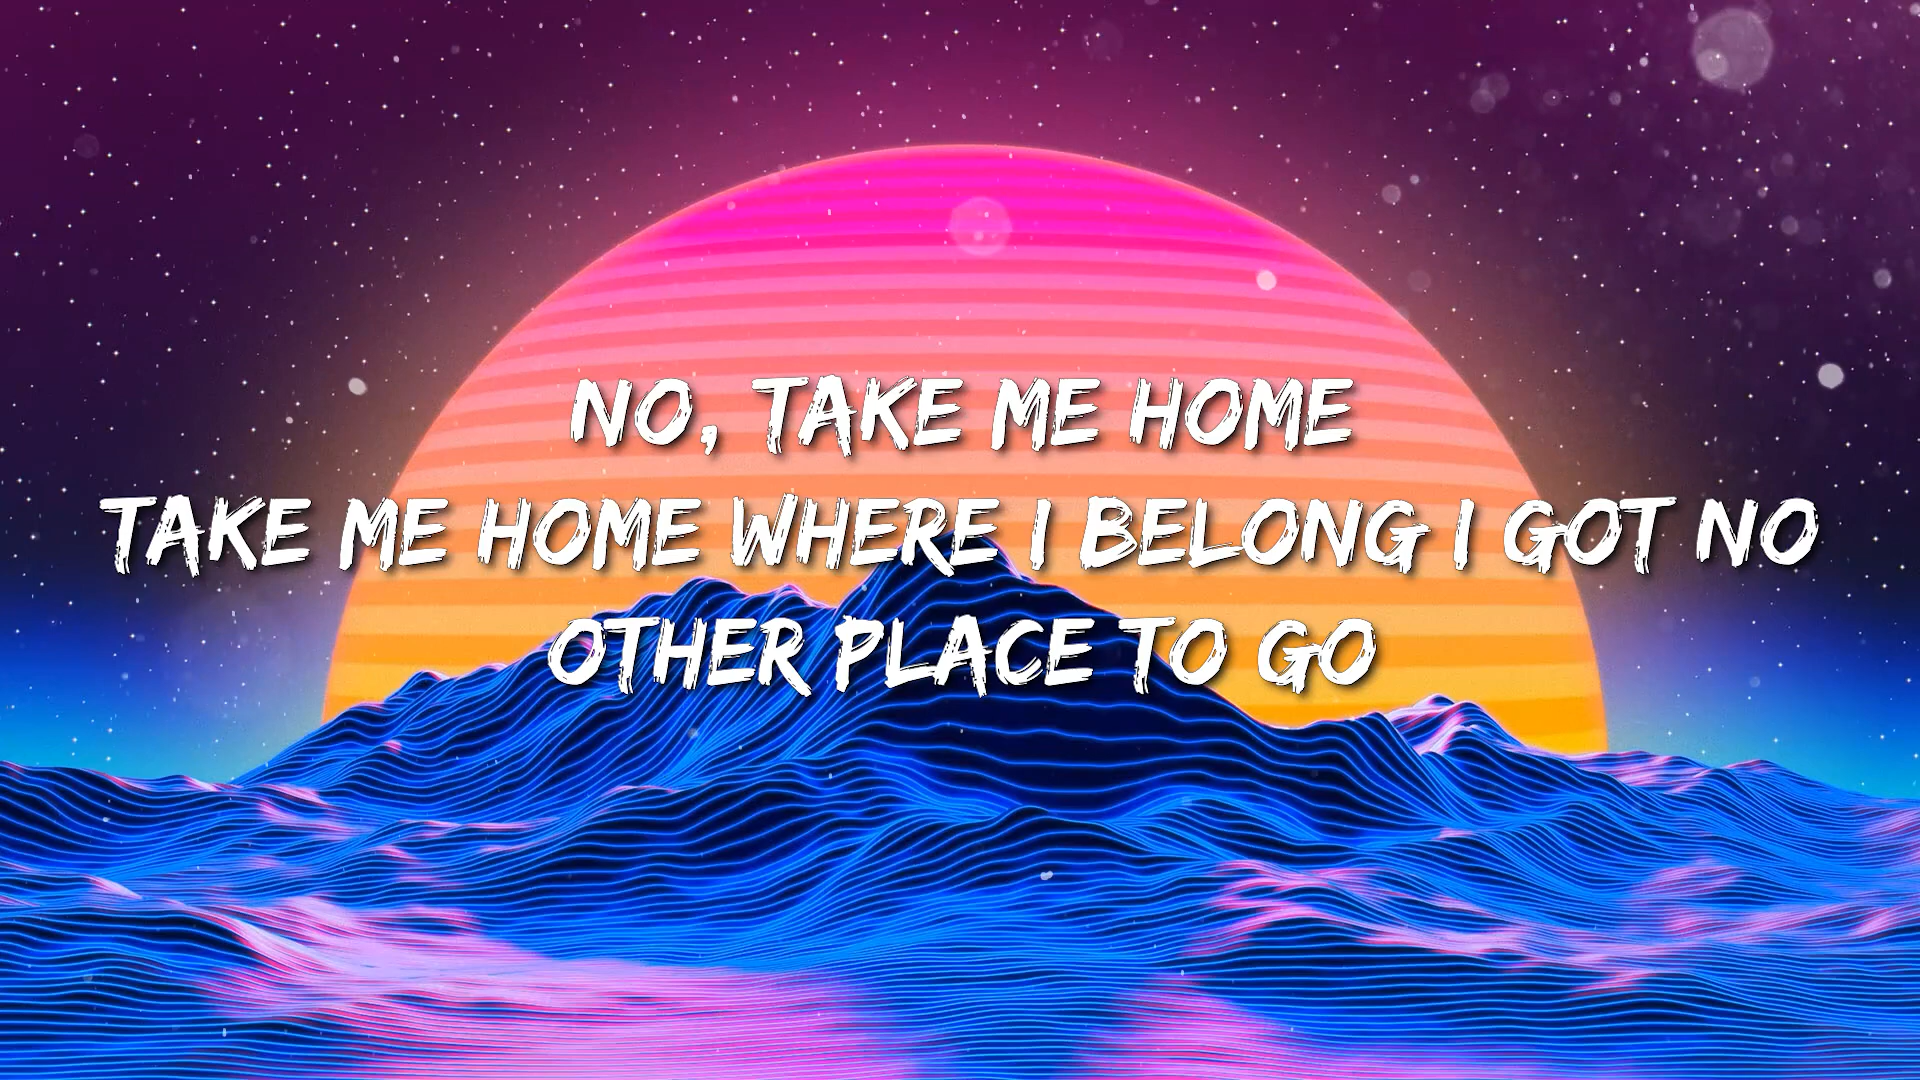 NO, TAKE ME HOME
TAKE ME HOME WHERE I BELONG I GOT NO
OTHER PLACE TO GO